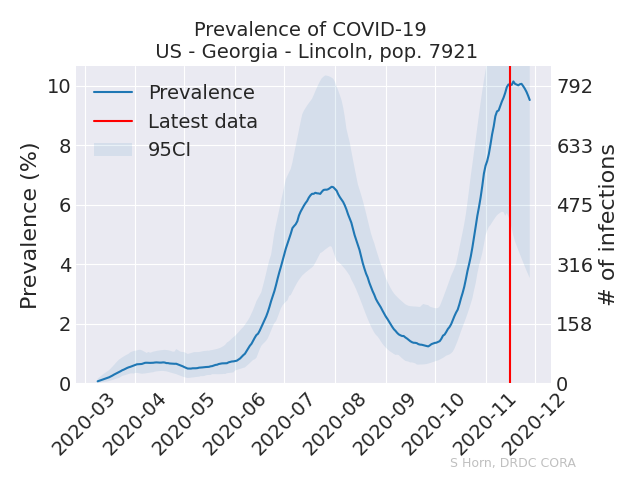 Prevalence of COVID-19
US - Georgia - Lincoln, pop. 7921
Prevalence
Latest data
95CI
Prevalence (%)
10
8
6
4
2
0
792
633
475
316
158
0
# of infections
2020-03
2020-04
2020-05
2020-06
2020-07
2020-08
2020-09
2020-10
2020-11
2020-12
S Horn, DRDC CORA